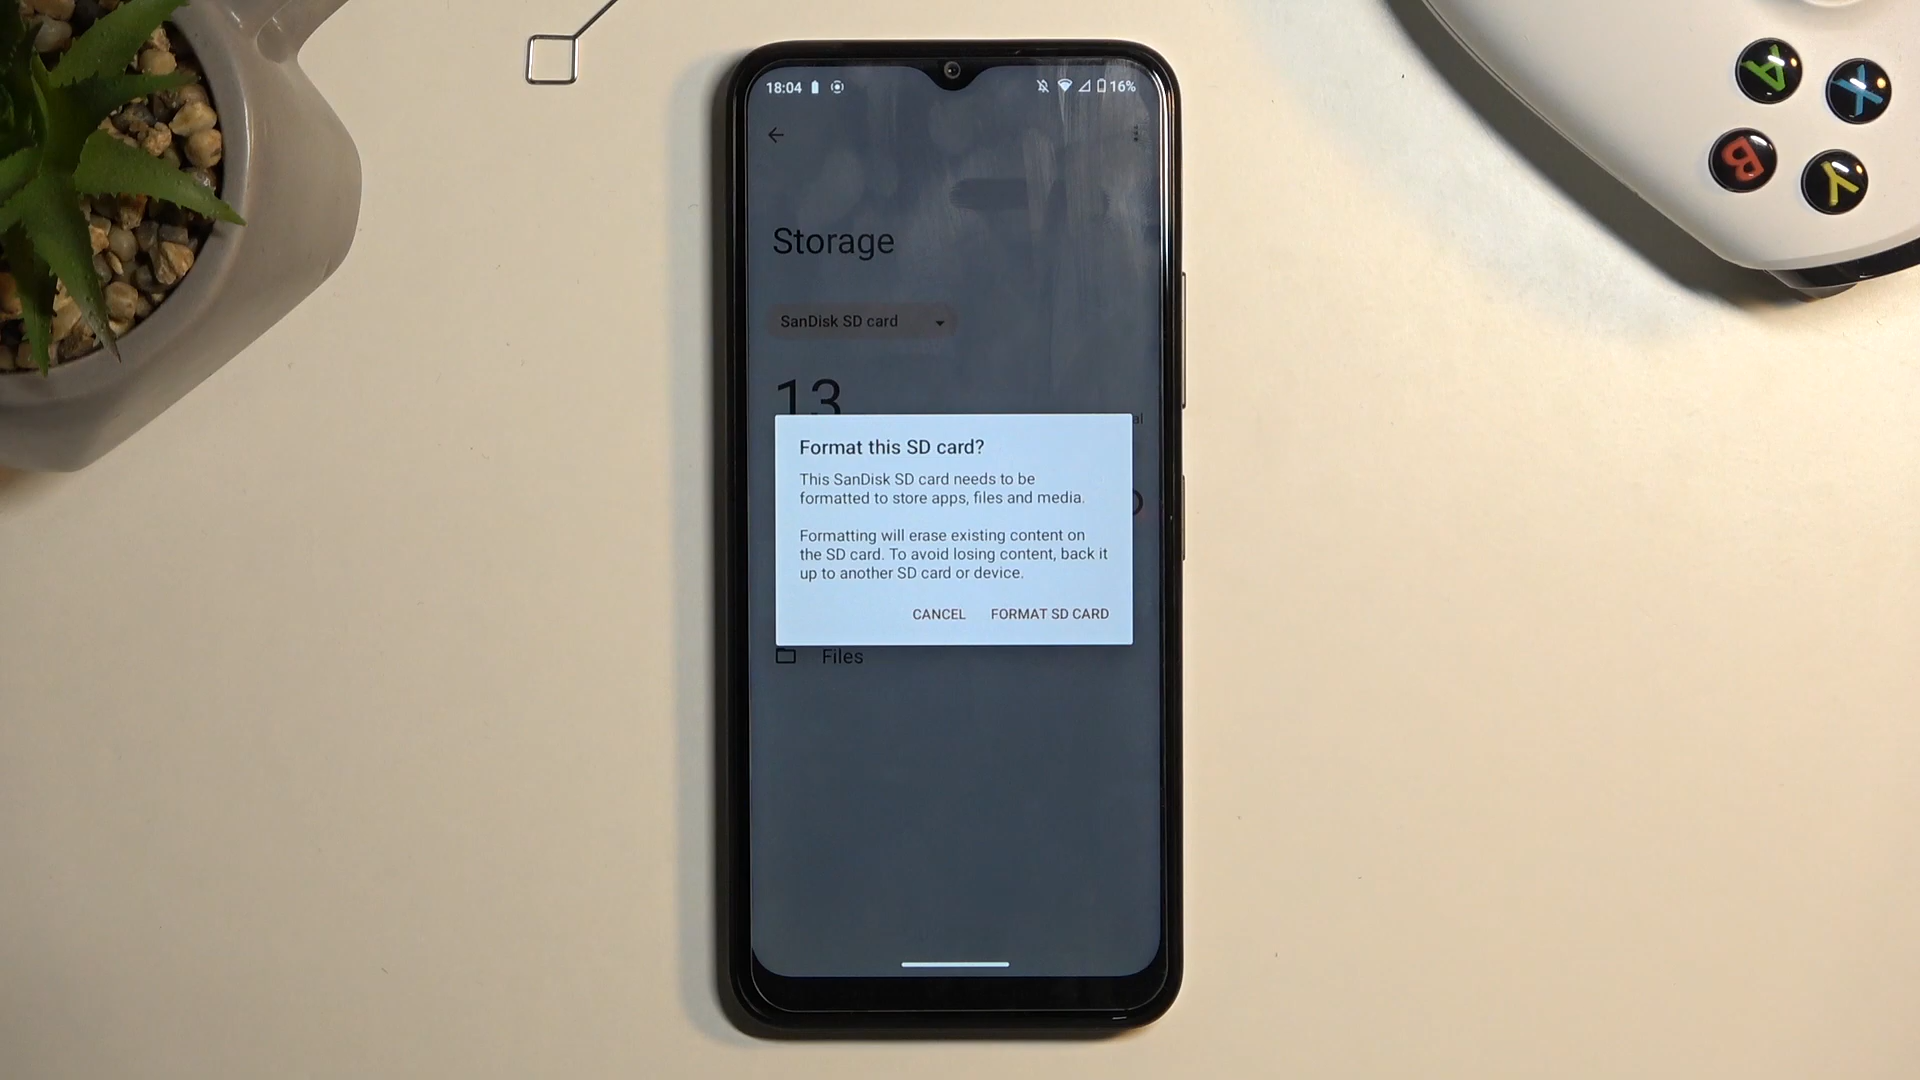 18:04 16%
Storage
SanDisk SD card
13
al
Format this SD card?
This SanDisk SD card needs to be
formatted to store apps, files and media.
Formatting will erase existing content on
the SD card. To avoid losing content, back it
up to another SD card or device.
CANCEL FORMAT SD CARD
Files
A
X
B
Y